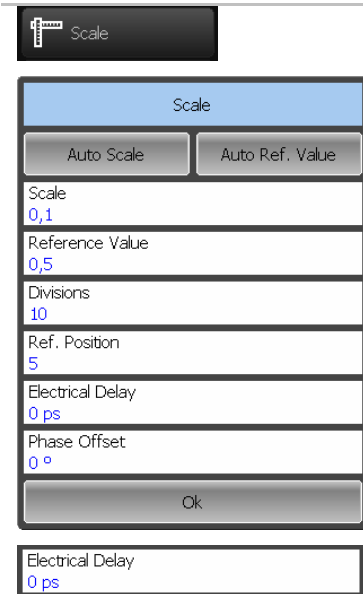 Scale
Scale
Auto Scale Auto Ref. Value
Scale
0,1
Reference Value
0,5
Divisions
10
Ref. Position
5
Electrical Delay
0 ps
Phase Offset
0 º
Ok
Electrical Delay
0 ps